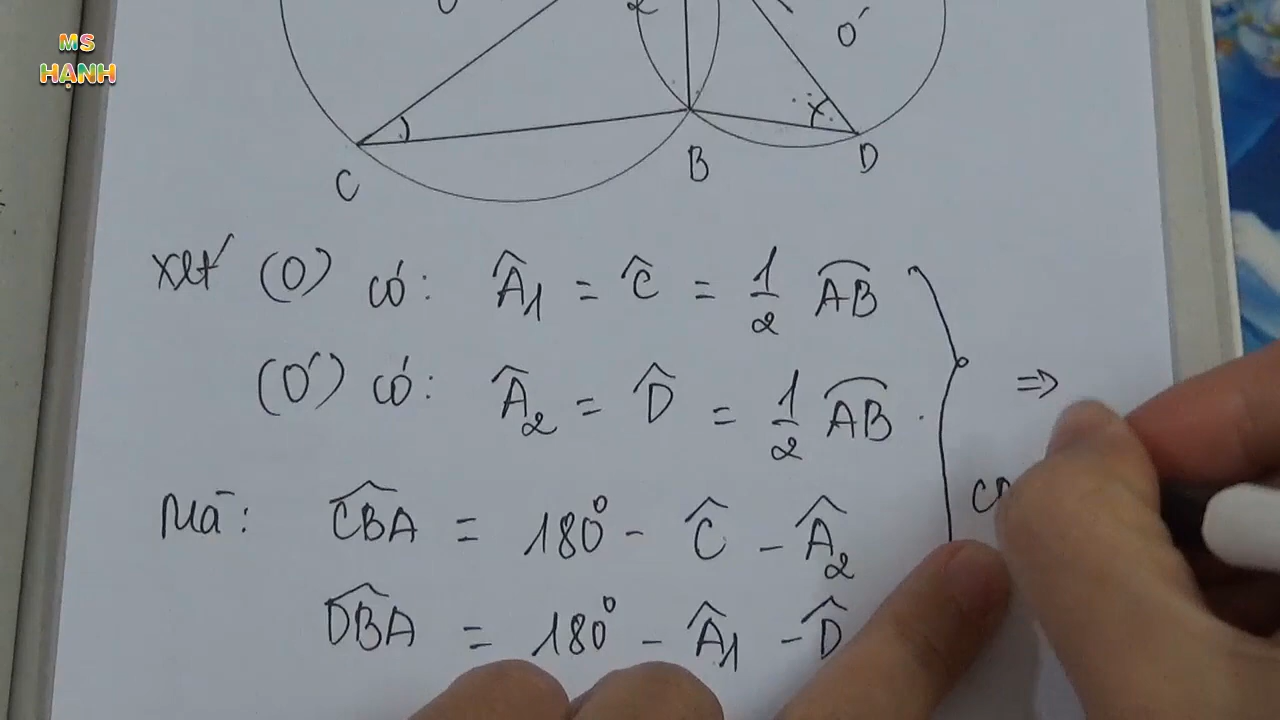 MS
HẠNH
O'
C
B
D
Xét (O) có: Â₁ = Ĉ = 1/2 AB
(O') có: Â₂ = D̂ = 1/2 AB
Mà: CBA = 180° - Ĉ - Â₂
DBA = 180° - Â₁ - D̂
⇒